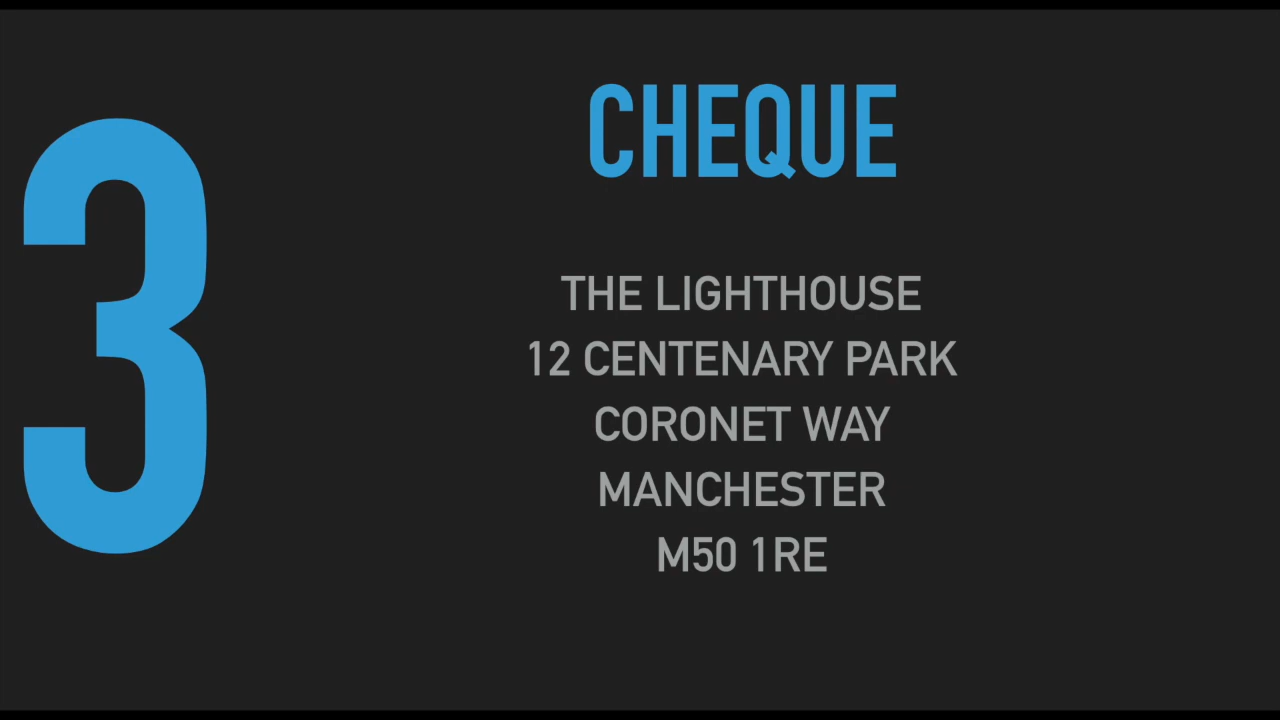 3
CHEQUE
THE LIGHTHOUSE
12 CENTENARY PARK
CORONET WAY
MANCHESTER
M50 1RE